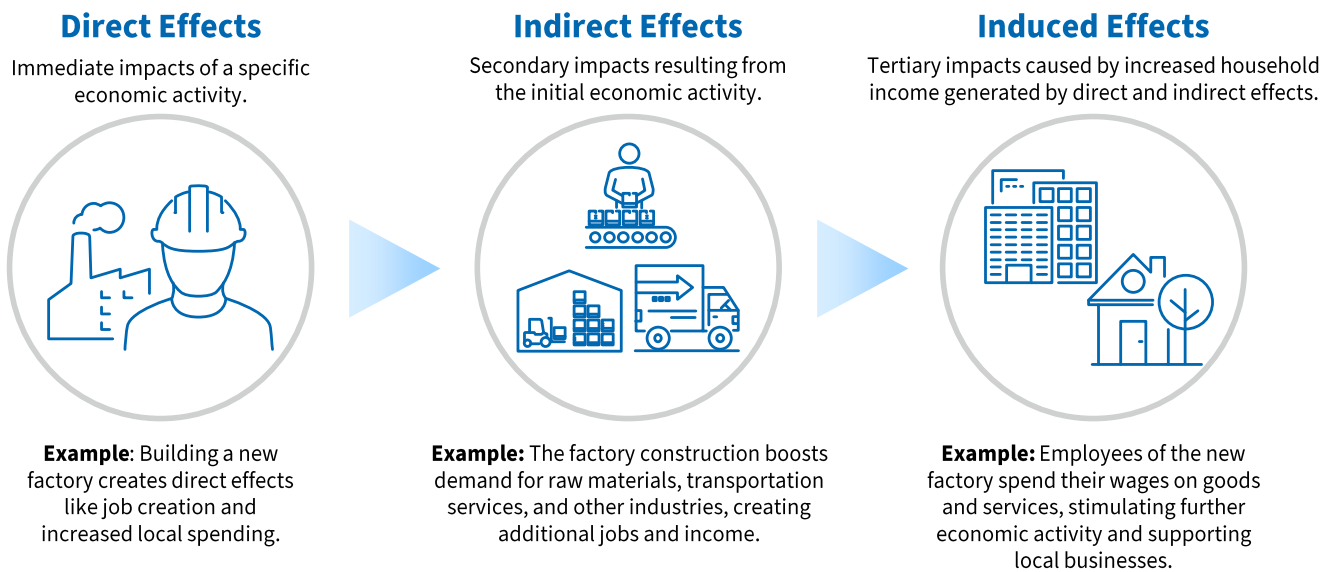 Direct Effects
Immediate impacts of a specific
economic activity.
Example: Building a new
factory creates direct effects
like job creation and
increased local spending.
Indirect Effects
Secondary impacts resulting from
the initial economic activity.
Example: The factory construction boosts
demand for raw materials, transportation
services, and other industries, creating
additional jobs and income.
Induced Effects
Tertiary impacts caused by increased household
income generated by direct and indirect effects.
Example: Employees of the new
factory spend their wages on goods
and services, stimulating further
economic activity and supporting
local businesses.